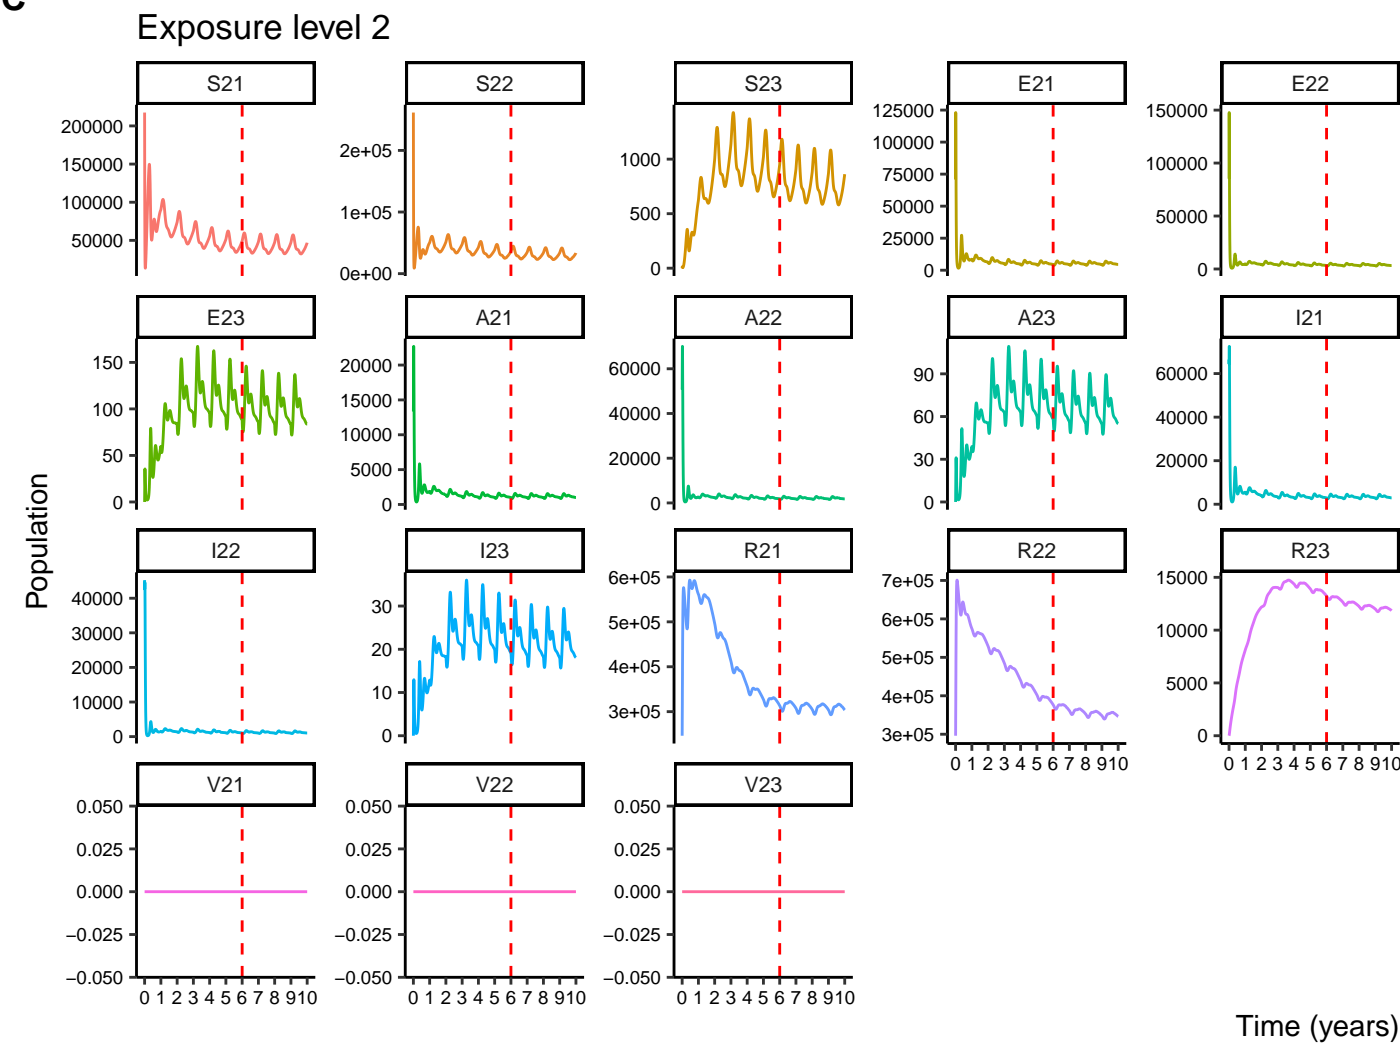 C
Exposure level 2
S21 S22 S23 E21 E22
200000
150000
100000
50000
2e+05
1e+05
0e+00
1000
500
0
125000
100000
75000
50000
25000
0
150000
100000
50000
0
E23 A21 A22 A23 I21
150
100
50
0
20000
15000
10000
5000
0
60000
40000
20000
0
90
60
30
0
60000
40000
20000
0
I22 I23 R21 R22 R23
40000
30000
20000
10000
0
30
20
10
0
6e+05
5e+05
4e+05
3e+05
7e+05
6e+05
5e+05
4e+05
3e+05
15000
10000
5000
0
0 1 2 3 4 5 6 7 8 9 10
0 1 2 3 4 5 6 7 8 9 10
V21 V22 V23
0.050
0.025
0.000
−0.025
−0.050
0.050
0.025
0.000
−0.025
−0.050
0.050
0.025
0.000
−0.025
−0.050
0 1 2 3 4 5 6 7 8 9 10
0 1 2 3 4 5 6 7 8 9 10
0 1 2 3 4 5 6 7 8 9 10
Population
Time (years)